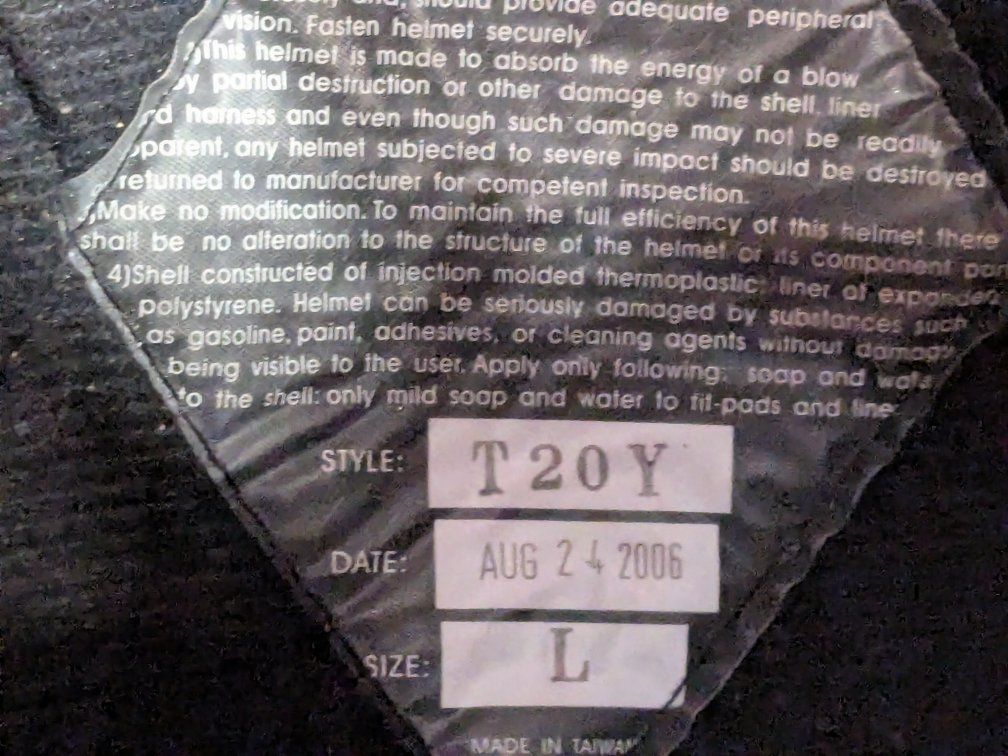 and, should provide adequate peripheral
vision. Fasten helmet securely.
This helmet is made to absorb the energy of a blow
by partial destruction or other damage to the shell, liner
harness and even though such damage may not be readily
apparent, any helmet subjected to severe impact should be destroyed
returned to manufacturer for competent inspection.
Make no modification. To maintain the full efficiency of this helmet there
shall be no alteration to the structure of the helmet or its component
4)Shell constructed of injection molded thermoplastic; liner of expanded
polystyrene. Helmet can be seriously damaged by substances such
as gasoline, paint, adhesives, or cleaning agents without damage
being visible to the user. Apply only following: soap and
to the shell: only mild soap and water to fit-pads and
STYLE: T20Y
DATE: AUG 24 2006
SIZE: L
MADE IN TAIWAN